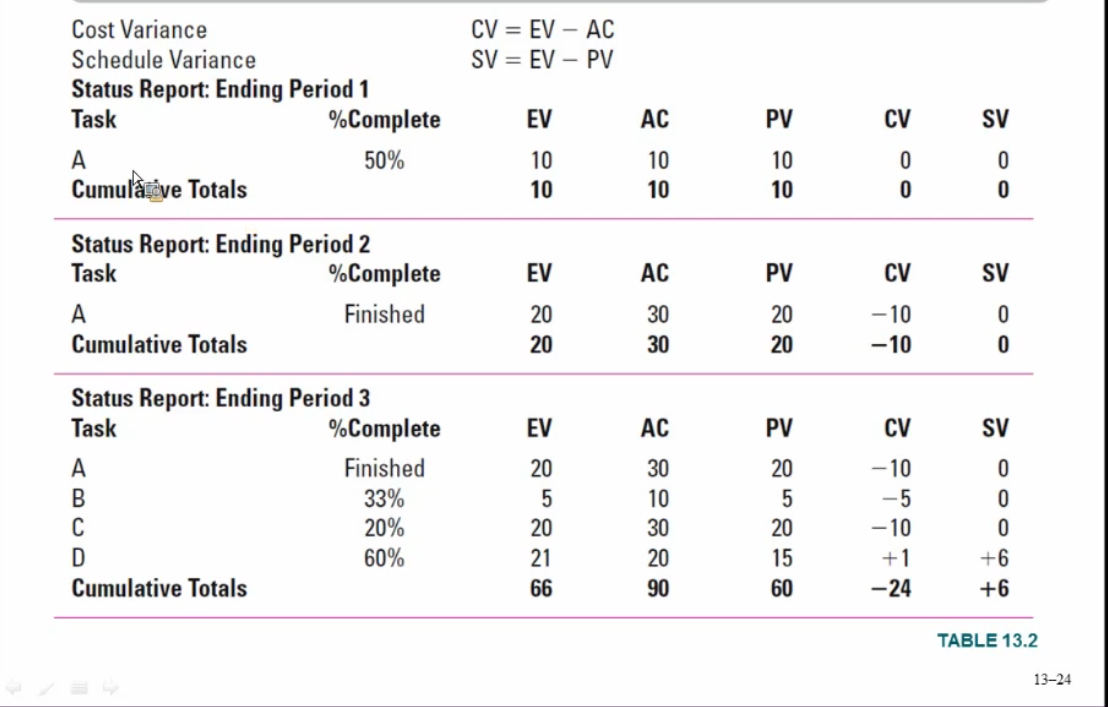 Cost Variance CV = EV − AC
Schedule Variance SV = EV − PV
Status Report: Ending Period 1
Task %Complete EV AC PV CV SV
A 50% 10 10 10 0 0
Cumulative Totals 10 10 10 0 0
Status Report: Ending Period 2
Task %Complete EV AC PV CV SV
A Finished 20 30 20 −10 0
Cumulative Totals 20 30 20 −10 0
Status Report: Ending Period 3
Task %Complete EV AC PV CV SV
A Finished 20 30 20 −10 0
B 33% 5 10 5 −5 0
C 20% 20 30 20 −10 0
D 60% 21 20 15 +1 +6
Cumulative Totals 66 90 60 −24 +6
TABLE 13.2
13–24